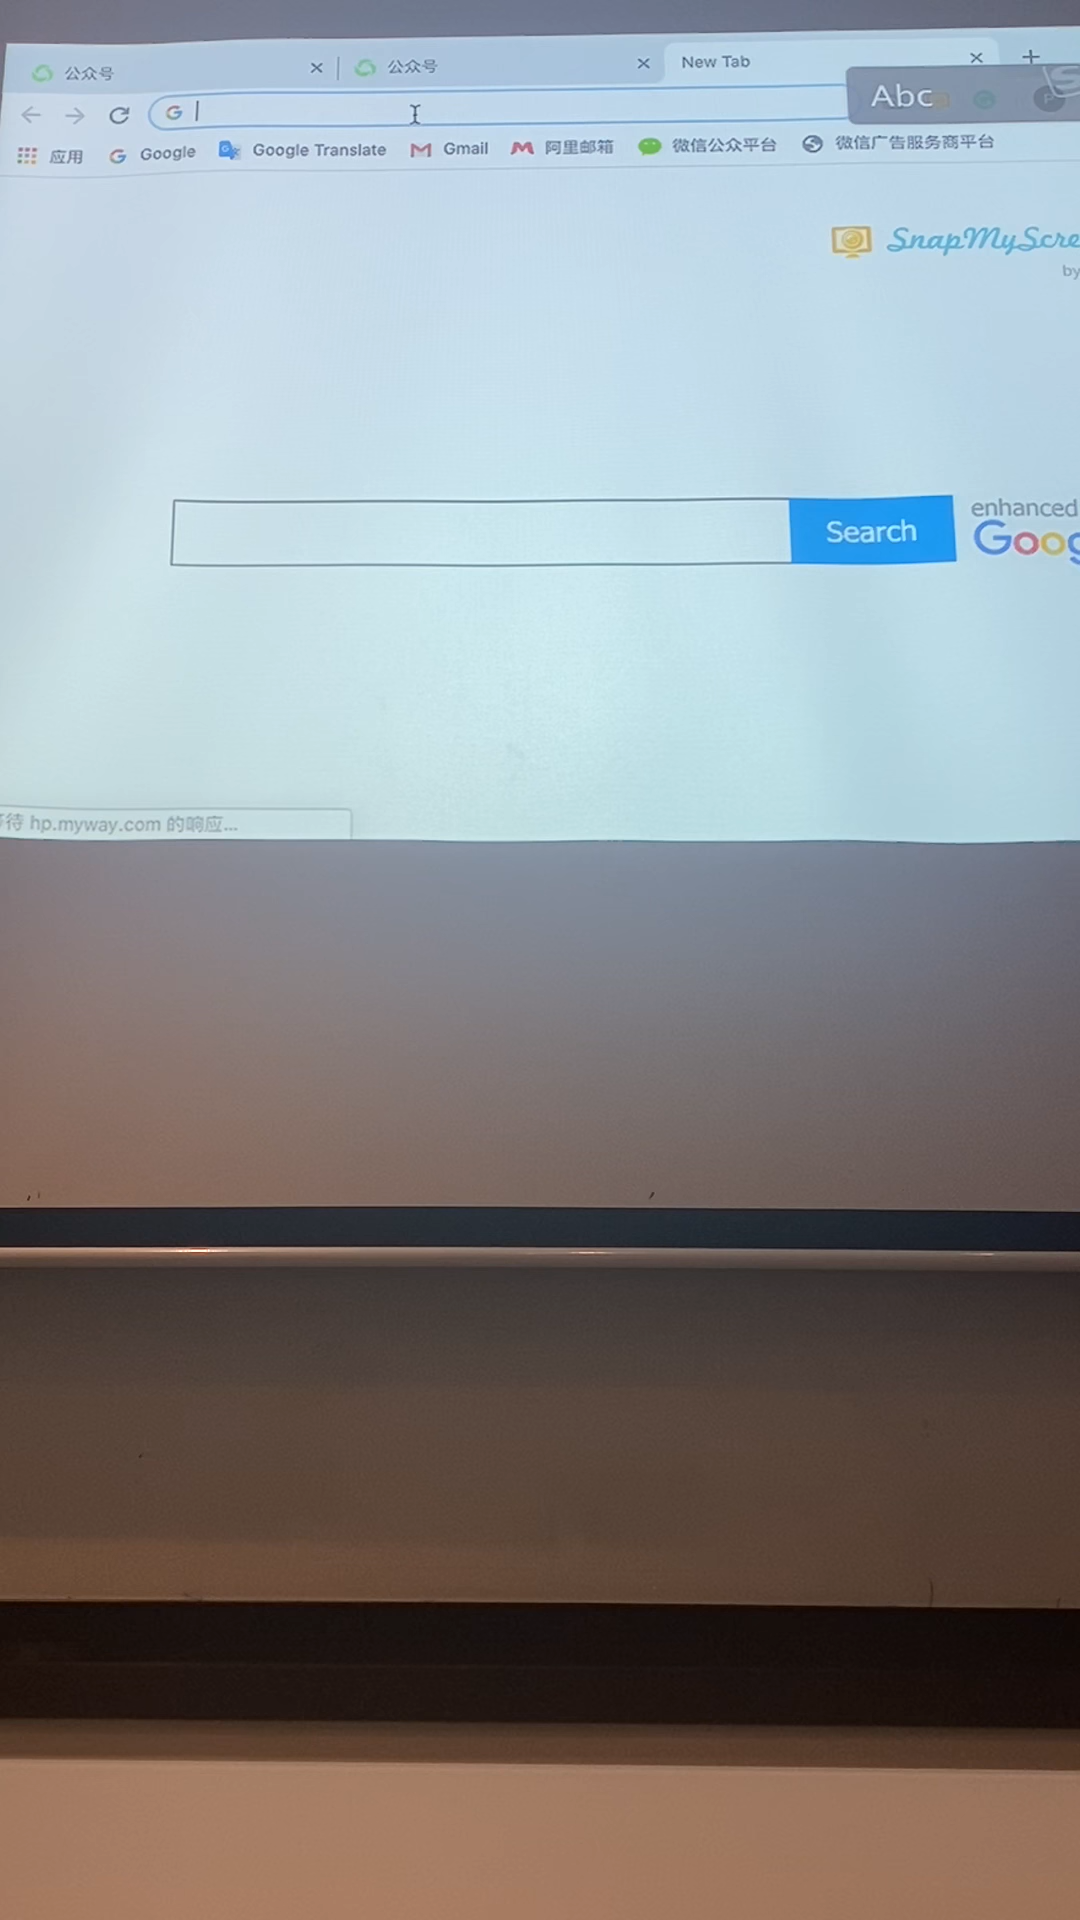 公众号
公众号
New Tab
Abc
应用
Google
Google Translate
Gmail
阿里邮箱
微信公众平台
微信广告服务商平台
SnapMyScre
by
Search
enhanced
Goog
待 hp.myway.com 的响应...